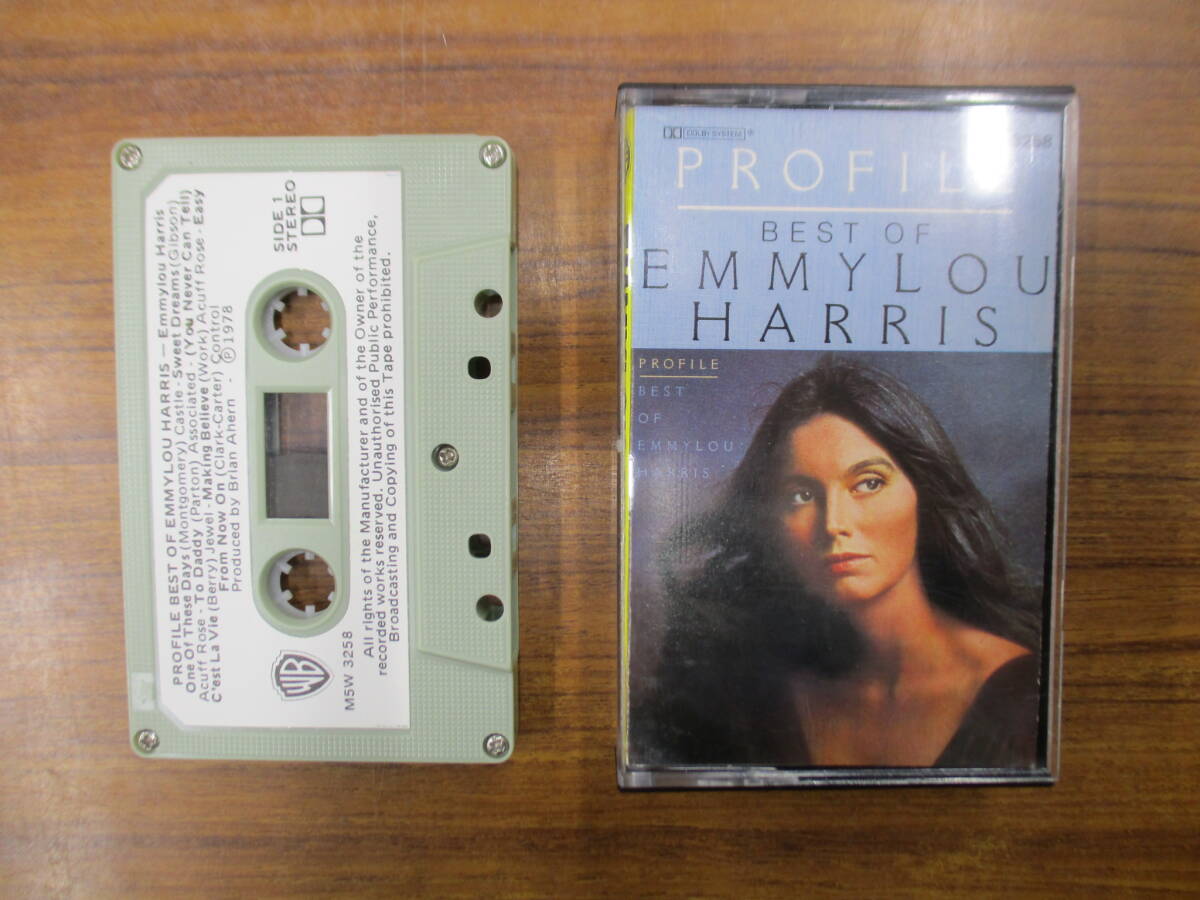 PROFILE BEST OF EMMYLOU HARRIS — Emmylou Harris
One Of These Days (Montgomery) Castle - Sweet Dreams (Gibson)
Acuff Rose - To Daddy (Parton) Associated - (You Never Can Tell)
C'est La Vie (Berry) Jewel - Making Believe (Work) Acuff Rose - Easy
From Now On (Clark-Carter) Control
Produced by Brian Ahern - ℗1978
SIDE 1
STEREO
WB
M5W 3258
All rights of the Manufacturer and of the Owner of the
recorded works reserved. Unauthorised Public Performance,
Broadcasting and Copying of this Tape prohibited.
DOLBY SYSTEM ®
3258
PROFILE
BEST OF
EMMYLOU
HARRIS
PROFILE
BEST
OF
EMMYLOU
HARRIS